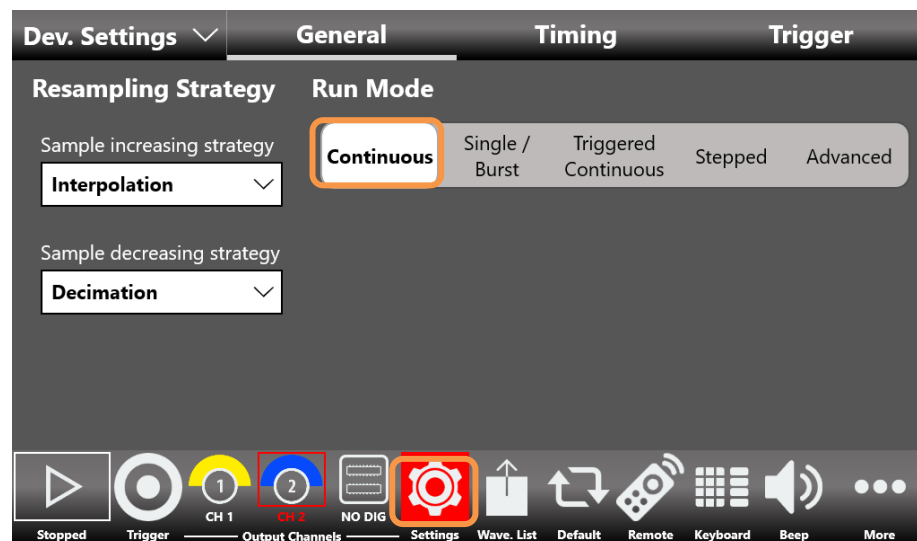 Dev. Settings General Timing Trigger
Resampling Strategy
Sample increasing strategy
Interpolation
Sample decreasing strategy
Decimation
Run Mode
Continuous
Single /
Burst
Triggered
Continuous
Stepped
Advanced
1 2
CH 1 CH 2 NO DIG
Stopped Trigger Output Channels Settings Wave. List Default Remote Keyboard Beep More